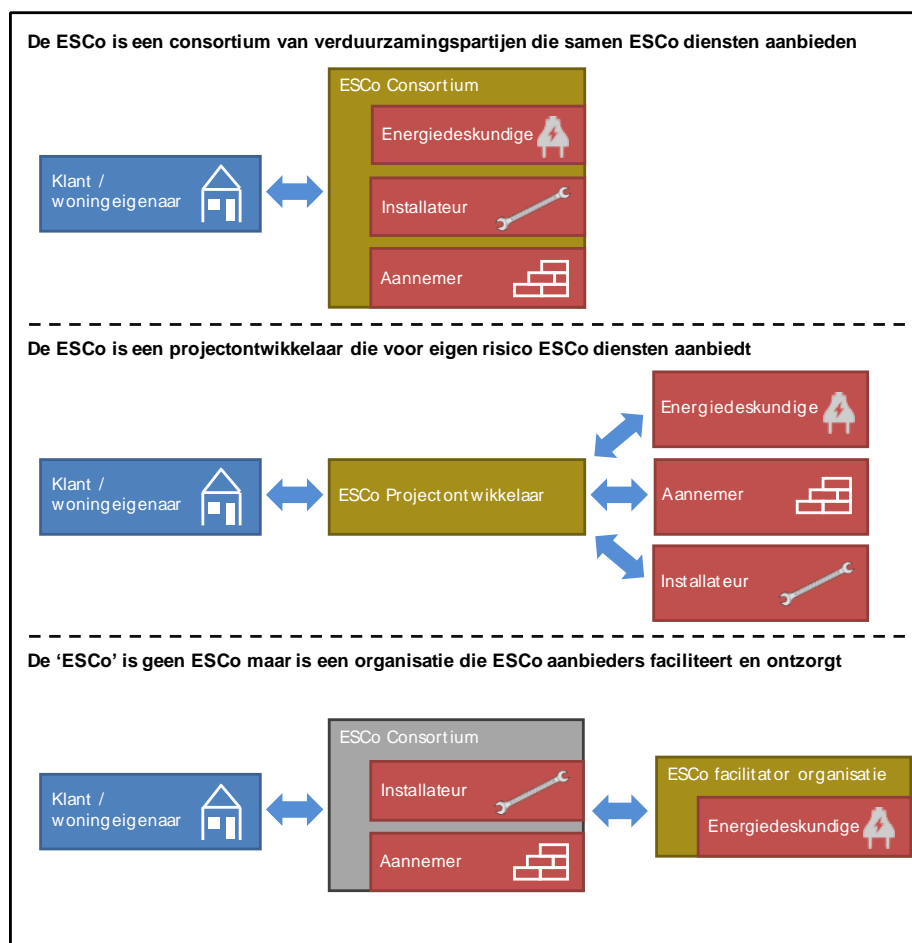 De ESCo is een consortium van verduurzamingspartijen die samen ESCo diensten aanbieden
ESCo Consortium
Energiedeskundige
Klant /
woningeigenaar
Installateur
Aannemer
De ESCo is een projectontwikkelaar die voor eigen risico ESCo diensten aanbiedt
Energiedeskundige
Klant /
woningeigenaar
ESCo Projectontwikkelaar
Aannemer
Installateur
De ‘ESCo’ is geen ESCo maar is een organisatie die ESCo aanbieders faciliteert en ontzorgt
ESCo Consortium
Klant /
woningeigenaar
Installateur
Aannemer
ESCo facilitator organisatie
Energiedeskundige